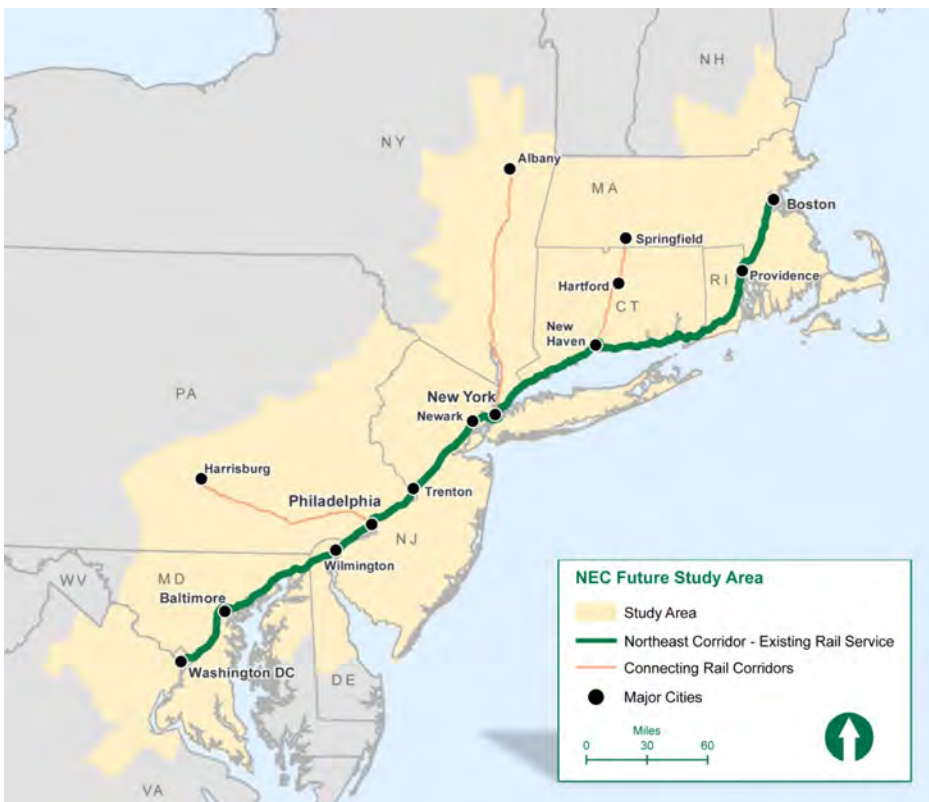 NH
NY
Albany
MA
Boston
Springfield
Providence
RI
Hartford
CT
New
Haven
PA
New York
Newark
Harrisburg
Trenton
Philadelphia
NJ
Wilmington
WV
MD
Baltimore
Washington DC
DE
VA
NEC Future Study Area
Study Area
Northeast Corridor - Existing Rail Service
Connecting Rail Corridors
Major Cities
Miles
0 30 60